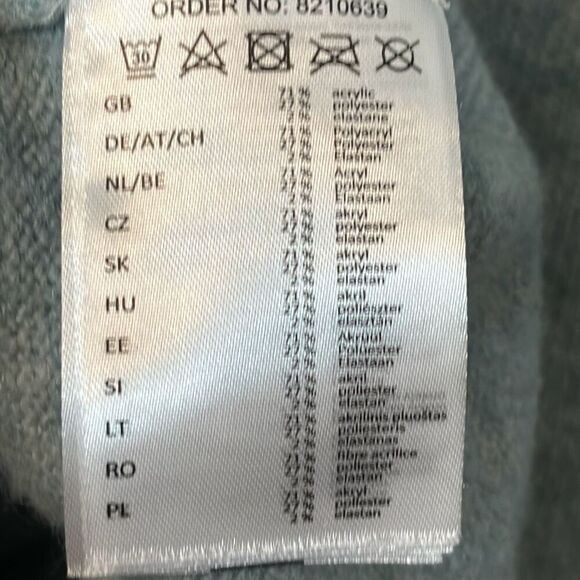 ORDER NO: 8210639
30
GB 71% acrylic
27% polyester
2% elastane
DE/AT/CH 71% Polyacryl
27% Polyester
2% Elastan
NL/BE 71% Acryl
27% polyester
2% Elastaan
CZ 71% akryl
27% polyester
2% elastan
SK 71% akryl
27% polyester
2% elastan
HU 71% akril
27% poliészter
2% elasztán
EE 71% Akrüül
27% Polüester
2% Elastaan
SI 71% akril
27% poliester
2% elastan
LT 71% akrilinis pluoštas
27% poliesteris
2% elastanas
RO 71% fibre acrilice
27% poliester
2% elastan
PL 71% akryl
27% poliester
2% elastan